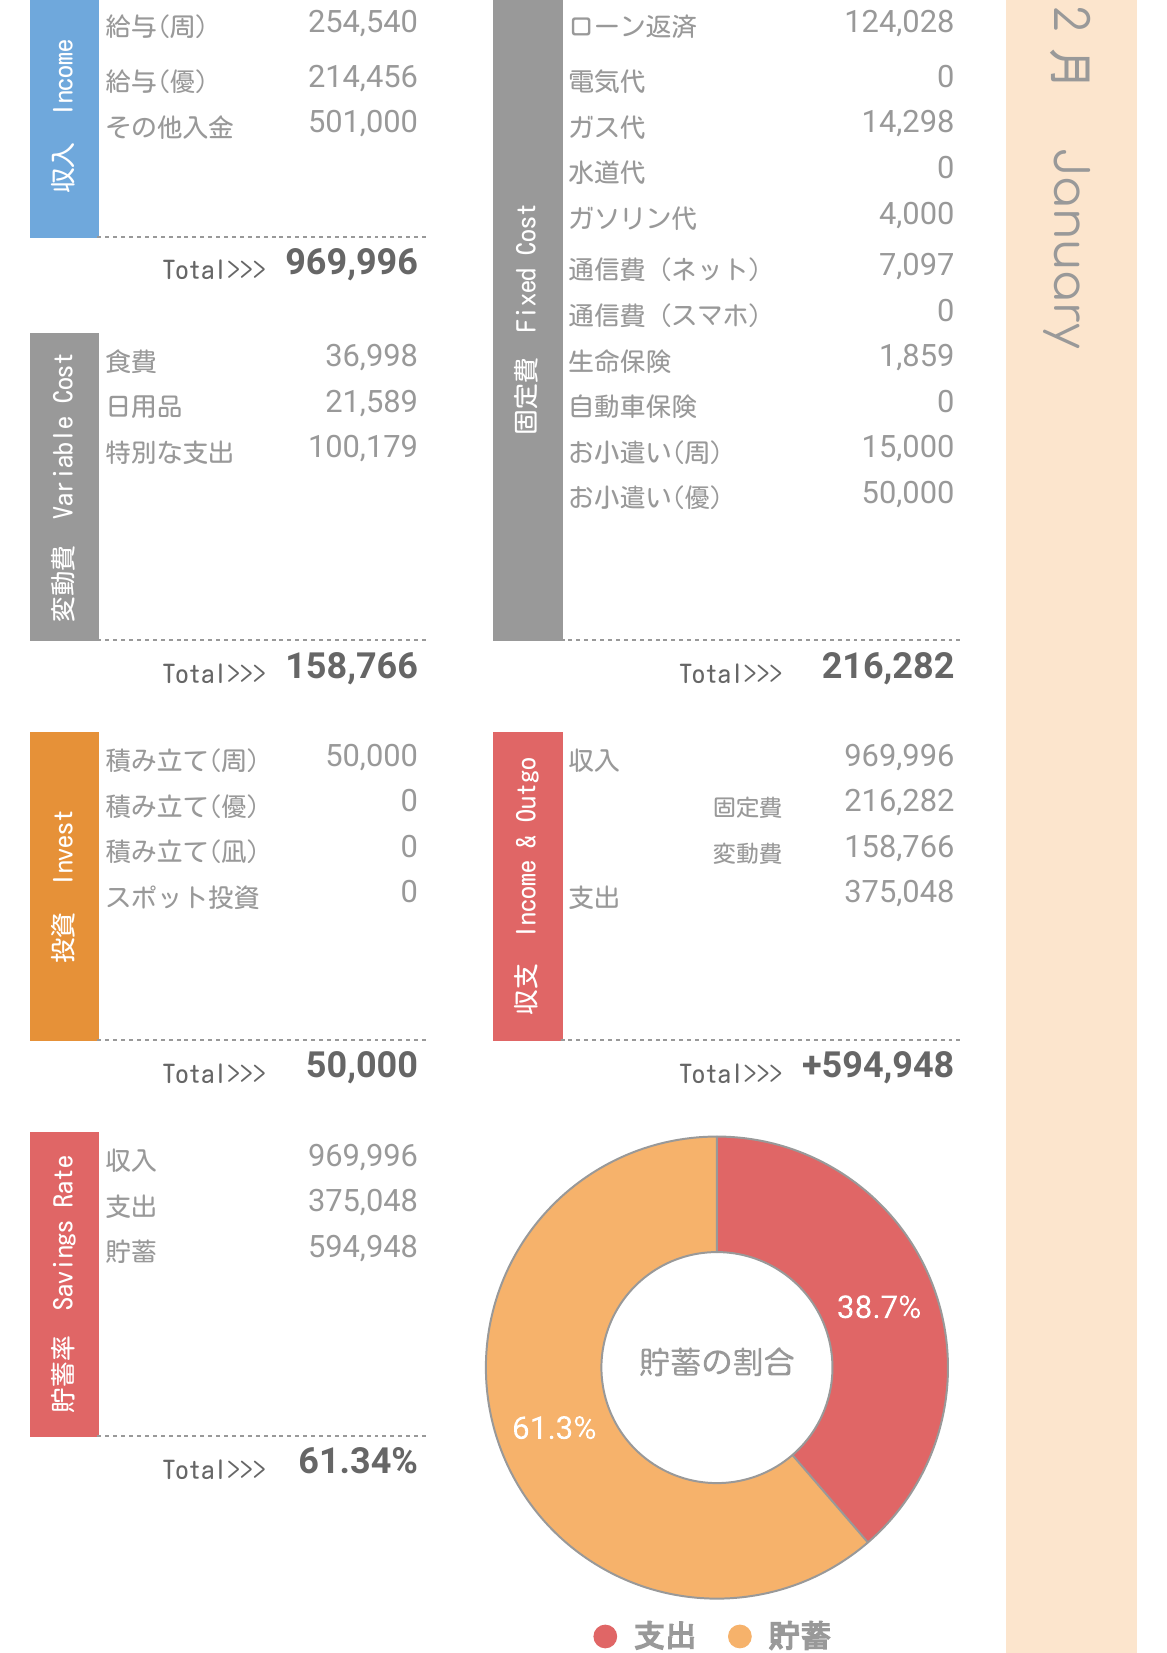 収入 Income
給与(周) 254,540
給与(優) 214,456
その他入金 501,000
Total>>> 969,996
変動費 Variable Cost
食費 36,998
日用品 21,589
特別な支出 100,179
Total>>> 158,766
固定費 Fixed Cost
ローン返済 124,028
電気代 0
ガス代 14,298
水道代 0
ガソリン代 4,000
通信費（ネット） 7,097
通信費（スマホ） 0
生命保険 1,859
自動車保険 0
お小遣い(周) 15,000
お小遣い(優) 50,000
Total>>> 216,282
投資 Invest
積み立て(周) 50,000
積み立て(優) 0
積み立て(凪) 0
スポット投資 0
Total>>> 50,000
収支 Income & Outgo
収入 969,996
固定費 216,282
変動費 158,766
支出 375,048
Total>>> +594,948
貯蓄率 Savings Rate
収入 969,996
支出 375,048
貯蓄 594,948
Total>>> 61.34%
38.7%
貯蓄の割合
61.3%
支出 貯蓄
2月 January